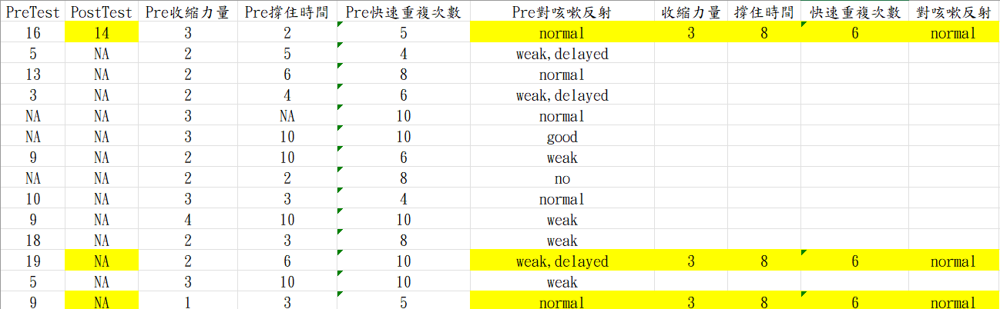 PreTest PostTest Pre收縮力量 Pre撐住時間 Pre快速重複次數 Pre對咳嗽反射 收縮力量 撐住時間 快速重複次數 對咳嗽反射
16 14 3 2 5 normal 3 8 6 normal
5 NA 2 5 4 weak,delayed
13 NA 2 6 8 normal
3 NA 2 4 6 weak,delayed
NA NA 3 NA 10 normal
NA NA 3 10 10 good
9 NA 2 10 6 weak
NA NA 2 2 8 no
10 NA 3 3 4 normal
9 NA 4 10 10 weak
18 NA 2 3 8 weak
19 NA 2 6 10 weak,delayed 3 8 6 normal
5 NA 3 10 10 weak
9 NA 1 3 5 normal 3 8 6 normal